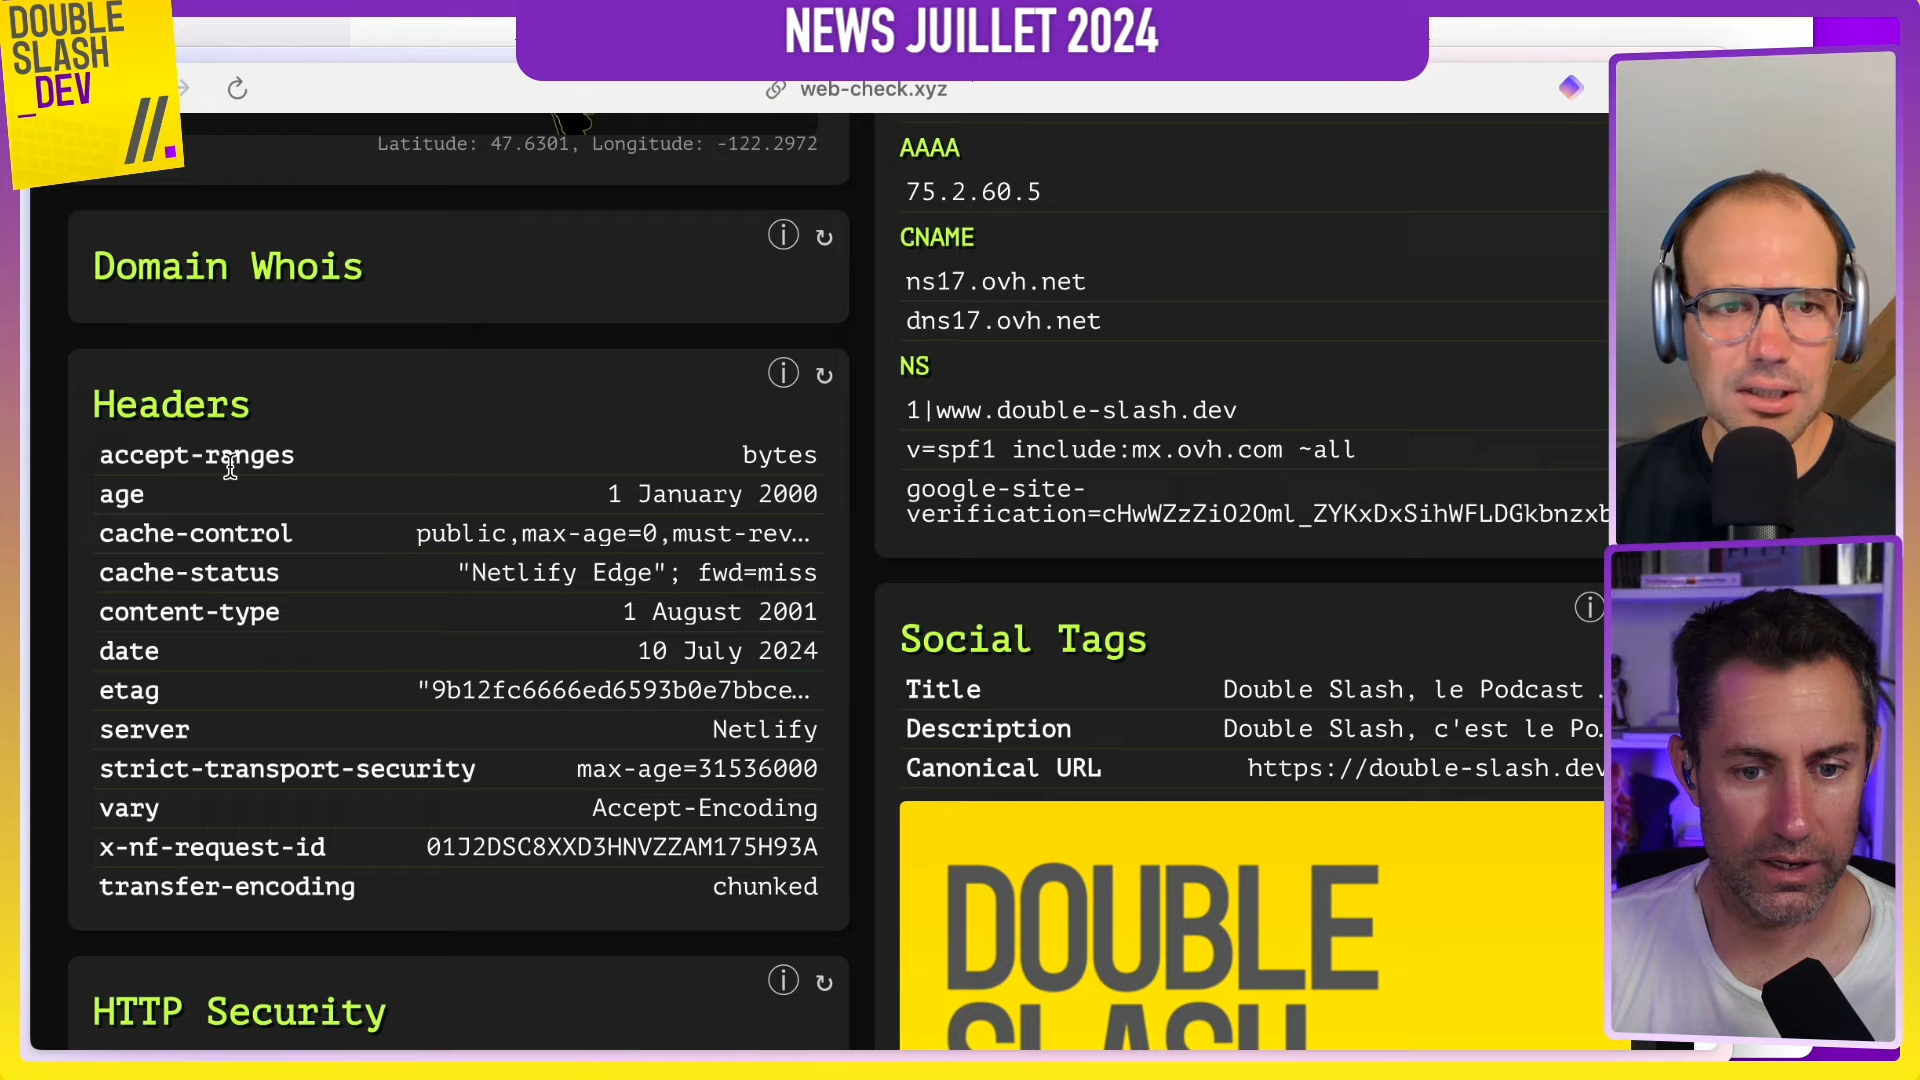 DOUBLE
SLASH
_DEV
//.
NEWS JUILLET 2024
web-check.xyz
Latitude: 47.6301, Longitude: -122.2972
Domain Whois
Headers
accept-ranges bytes
age 1 January 2000
cache-control public,max-age=0,must-rev…
cache-status "Netlify Edge"; fwd=miss
content-type 1 August 2001
date 10 July 2024
etag "9b12fc6666ed6593b0e7bbce…
server Netlify
strict-transport-security max-age=31536000
vary Accept-Encoding
x-nf-request-id 01J2DSC8XXD3HNVZZAM175H93A
transfer-encoding chunked
HTTP Security
AAAA
75.2.60.5
CNAME
ns17.ovh.net
dns17.ovh.net
NS
1|www.double-slash.dev
v=spf1 include:mx.ovh.com ~all
google-site-
verification=cHwWZzZiO2Oml_ZYKxDxSihWFLDGkbnzxb
Social Tags
Title Double Slash, le Podcast .
Description Double Slash, c'est le Po.
Canonical URL https://double-slash.dev
DOUBLE
SLASH